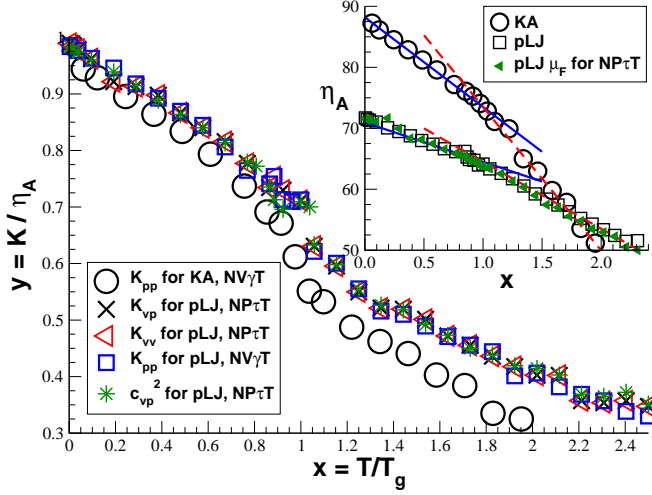 y = K / η_A
0.9
0.8
0.7
0.6
0.5
0.4
0.3
0
0.2
0.4
0.6
0.8
1
1.2
1.4
1.6
1.8
2
2.2
2.4
x = T/T_g
K_pp for KA, NVγT
K_vp for pLJ, NPτT
K_vv for pLJ, NPτT
K_pp for pLJ, NVγT
c_vp^2 for pLJ, NPτT
η_A
90
80
70
60
50
0.0
0.5
1.0
1.5
2.0
x
KA
pLJ
pLJ μ_F for NPτT